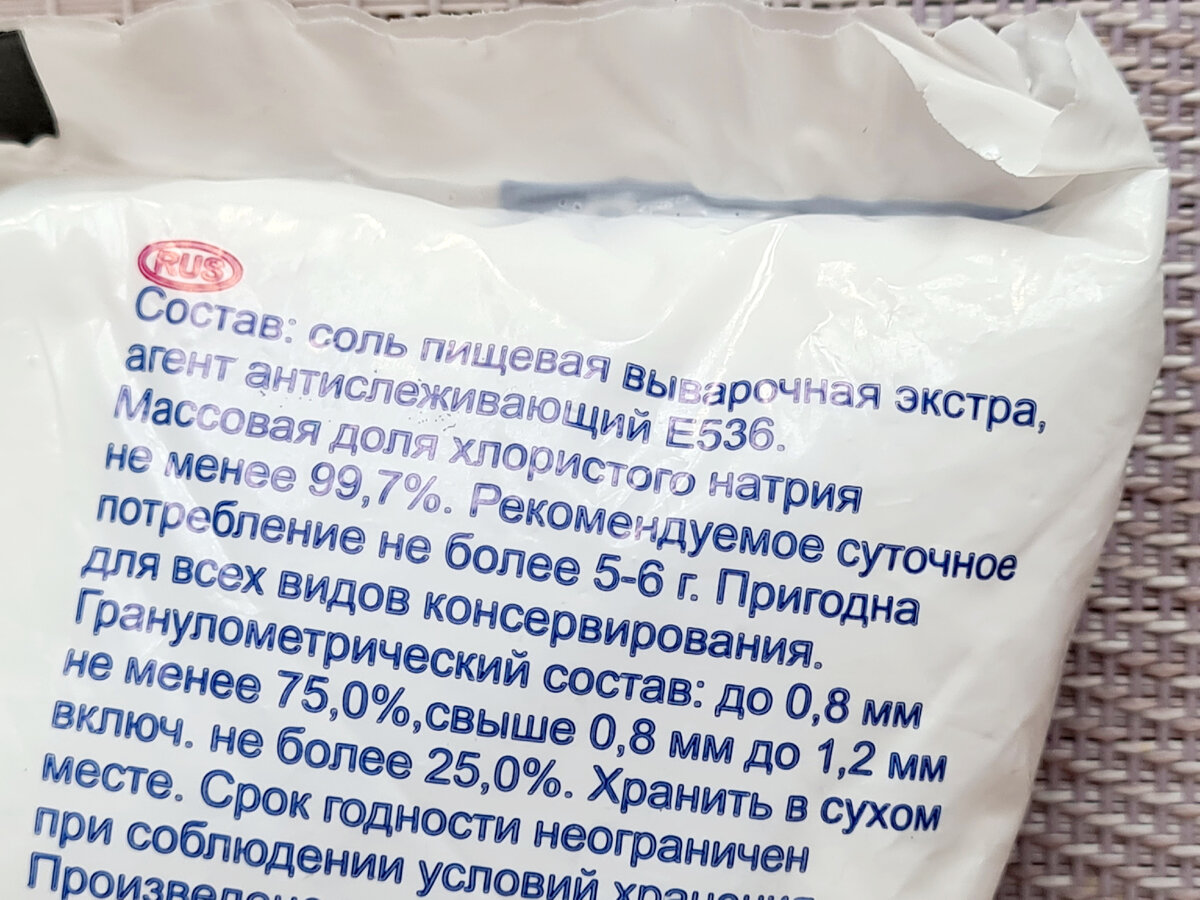 RUS
Состав: соль пищевая выварочная экстра,
агент антислеживающий Е536.
Массовая доля хлористого натрия
не менее 99,7%. Рекомендуемое суточное
потребление не более 5-6 г. Пригодна
для всех видов консервирования.
Гранулометрический состав: до 0,8 мм
не менее 75,0%,свыше 0,8 мм до 1,2 мм
включ. не более 25,0%. Хранить в сухом
месте. Срок годности неограничен
при соблюдении условий хранения